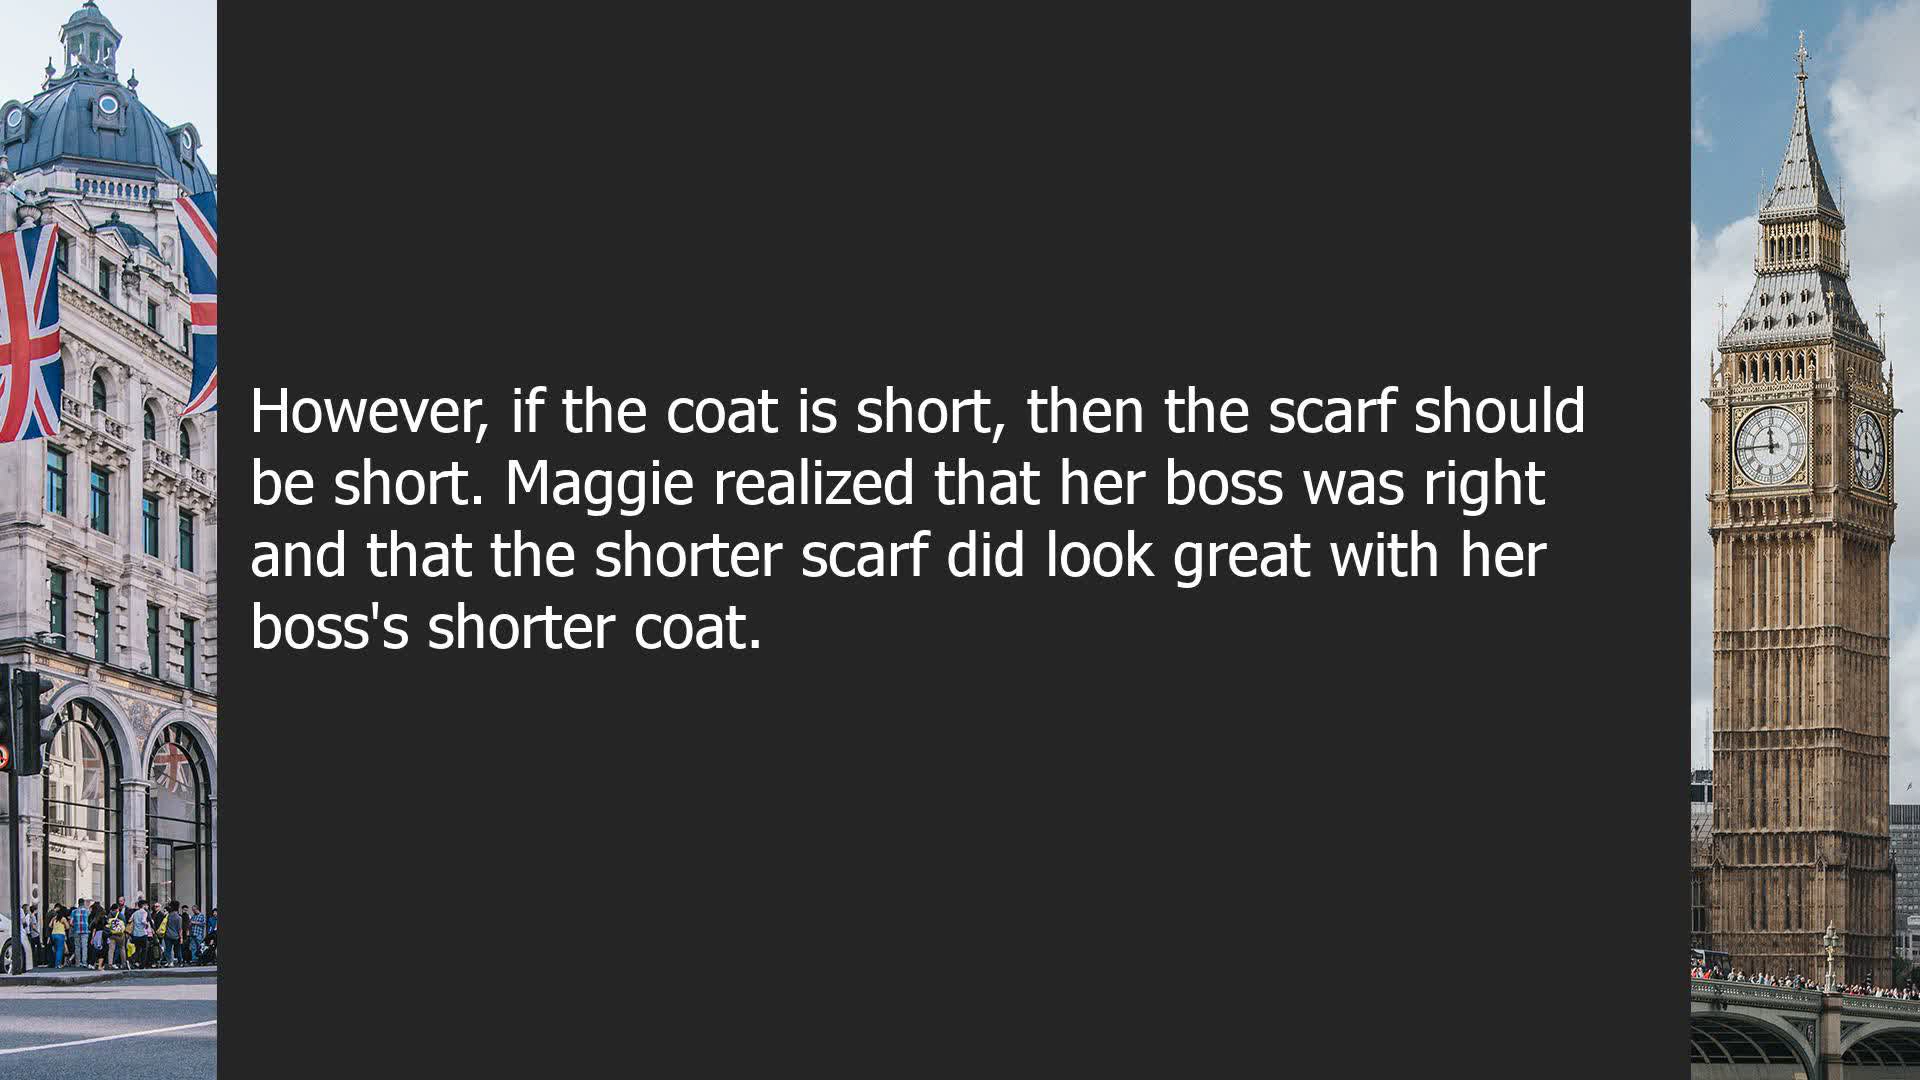 However, if the coat is short, then the scarf should
be short. Maggie realized that her boss was right
and that the shorter scarf did look great with her
boss's shorter coat.